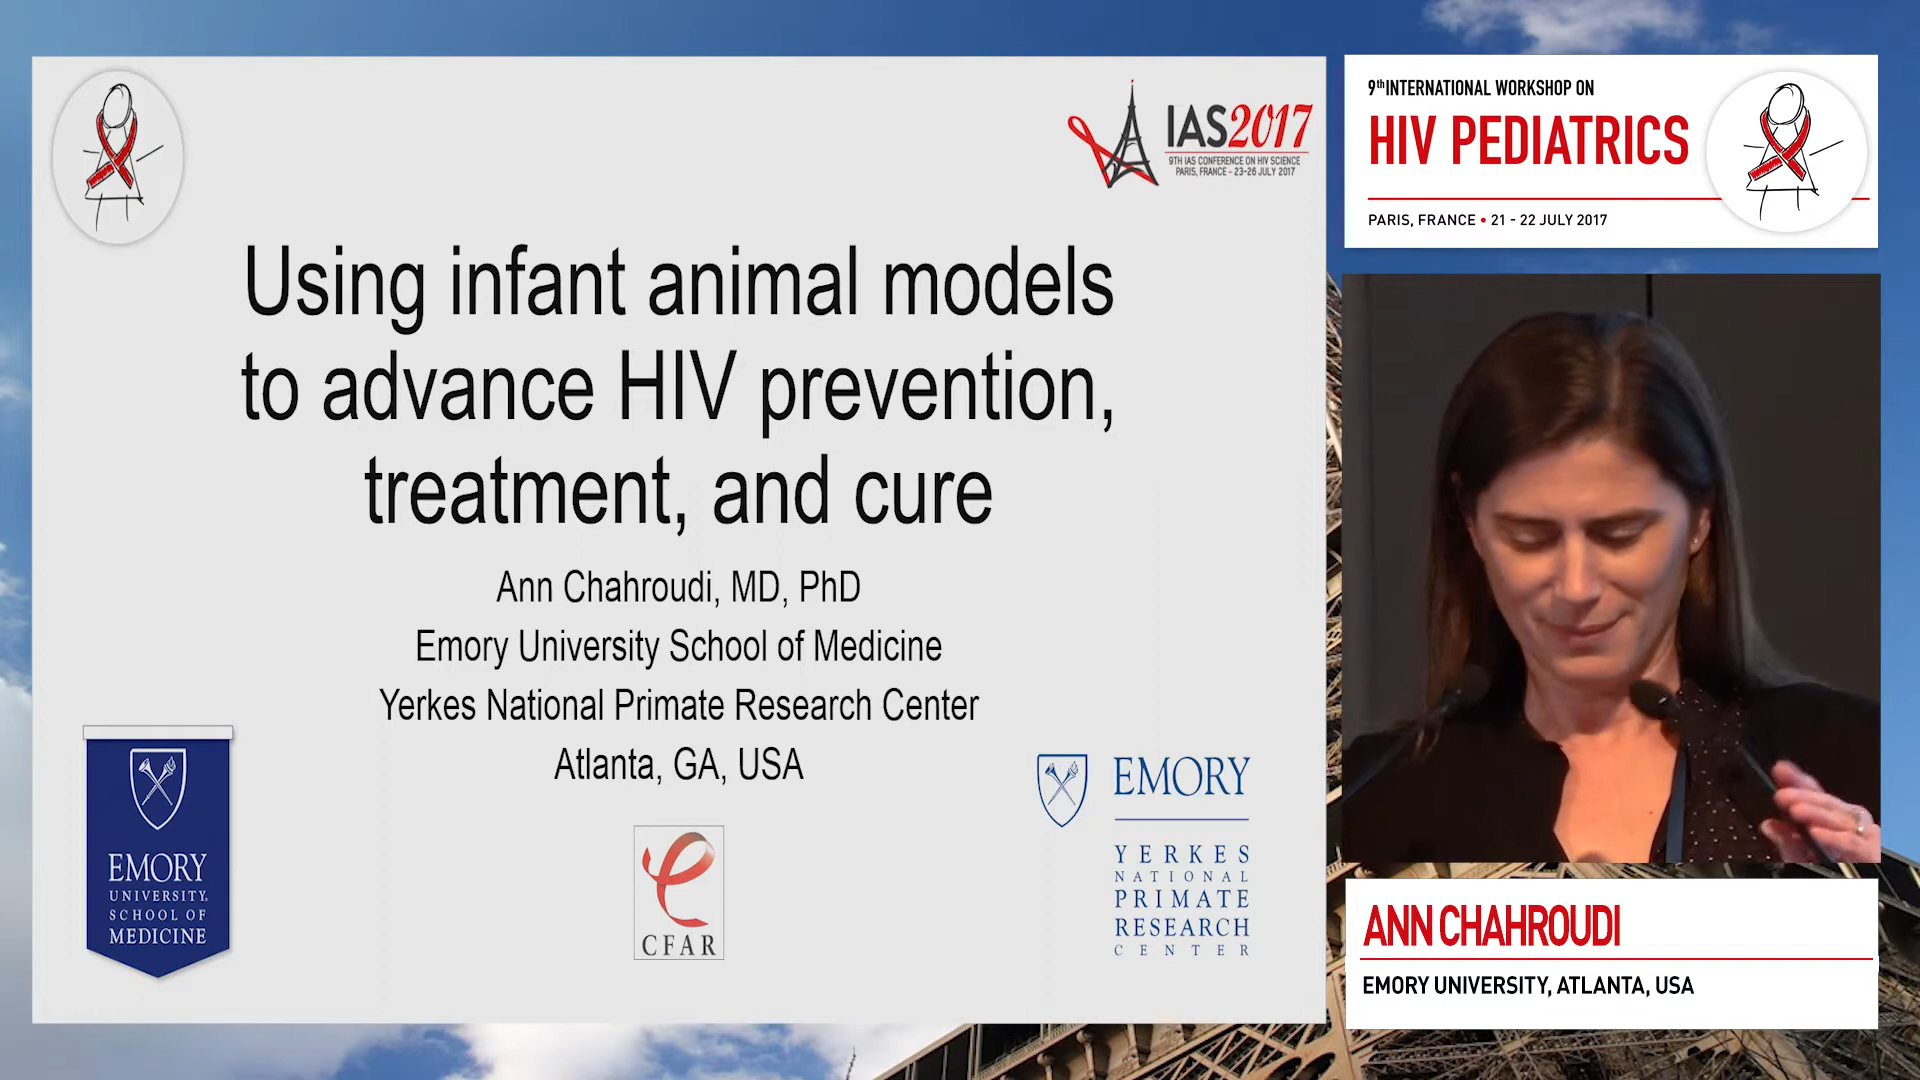 IAS2017
9TH IAS CONFERENCE ON HIV SCIENCE
PARIS, FRANCE – 23-26 JULY 2017
Using infant animal models
to advance HIV prevention,
treatment, and cure
Ann Chahroudi, MD, PhD
Emory University School of Medicine
Yerkes National Primate Research Center
Atlanta, GA, USA
EMORY
UNIVERSITY
SCHOOL OF
MEDICINE
CFAR
EMORY
YERKES
NATIONAL
PRIMATE
RESEARCH
CENTER
9th INTERNATIONAL WORKSHOP ON
HIV PEDIATRICS
PARIS, FRANCE • 21 - 22 JULY 2017
ANN CHAHROUDI
EMORY UNIVERSITY, ATLANTA, USA